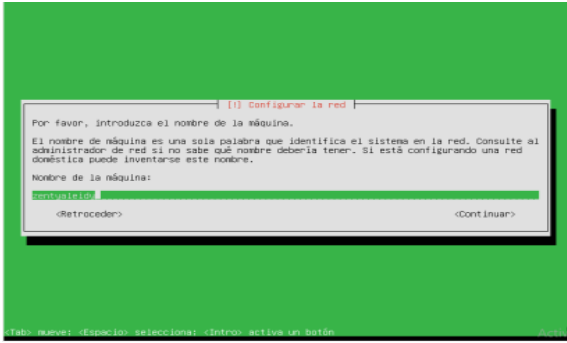 [!] Configurar la red
Por favor, introduzca el nombre de la máquina.
El nombre de máquina es una sola palabra que identifica el sistema en la red. Consulte al
administrador de red si no sabe qué nombre debería tener. Si está configurando una red
doméstica puede inventarse este nombre.
Nombre de la máquina:
zentyaleidy
<Retroceder> <Continuar>
<Tab> mueve; <Espacio> selecciona; <Intro> activa un botón